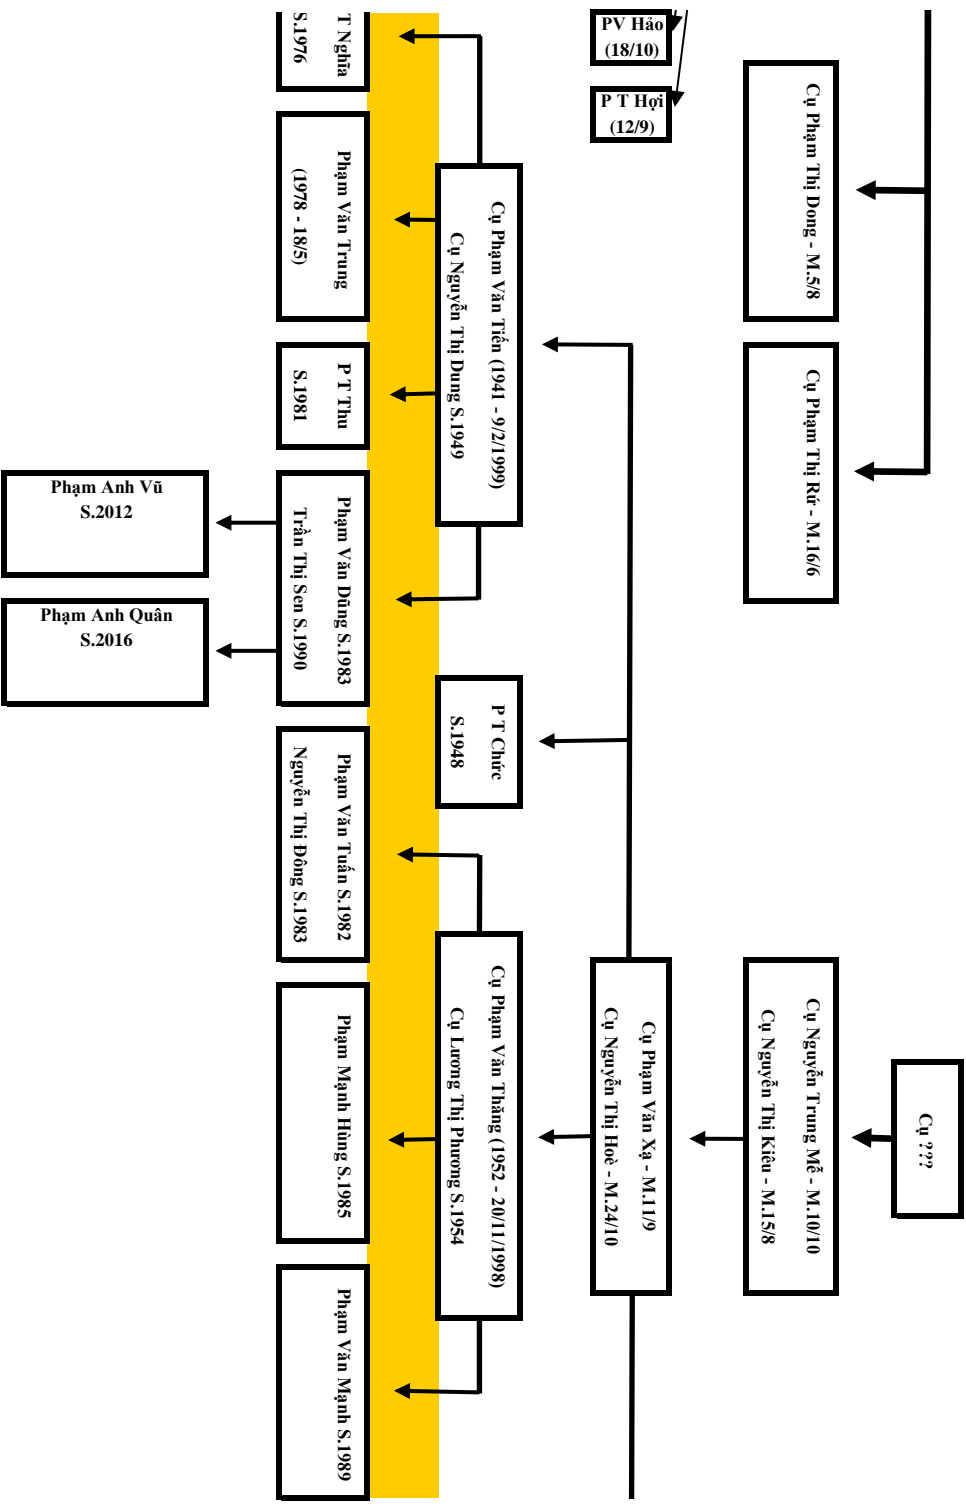 PV Hảo
(18/10)
P T Hợi
(12/9)
Cụ Phạm Thị Dong - M.5/8
Cụ Phạm Thị Rứ - M.16/6
Cụ ???
Cụ Nguyễn Trung Mễ - M.10/10
Cụ Nguyễn Thị Kiêu - M.15/8
Cụ Phạm Văn Xạ - M.11/9
Cụ Nguyễn Thị Hoè - M.24/10
Cụ Phạm Văn Tiến (1941 - 9/2/1999)
Cụ Nguyễn Thị Dung S.1949
P T Chức
S.1948
Cụ Phạm Văn Thăng (1952 - 20/11/1998)
Cụ Lương Thị Phương S.1954
T Nghĩa
S.1976
Phạm Văn Trung
(1978 - 18/5)
P T Thu
S.1981
Phạm Văn Dũng S.1983
Trần Thị Sen S.1990
Phạm Văn Tuấn S.1982
Nguyễn Thị Đông S.1983
Phạm Mạnh Hùng S.1985
Phạm Văn Mạnh S.1989
Phạm Anh Vũ
S.2012
Phạm Anh Quân
S.2016